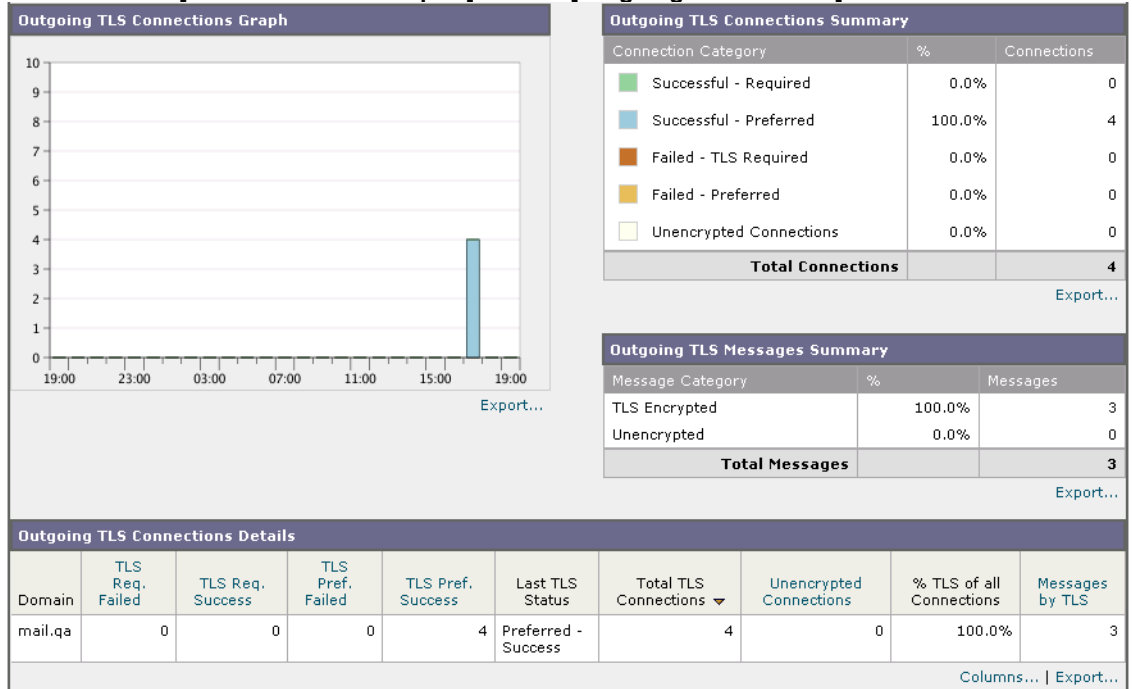 Outgoing TLS Connections Graph
10
9
8
7
6
5
4
3
2
1
0
19:00 23:00 03:00 07:00 11:00 15:00 19:00
Export...
Outgoing TLS Connections Summary
Connection Category % Connections
Successful - Required 0.0% 0
Successful - Preferred 100.0% 4
Failed - TLS Required 0.0% 0
Failed - Preferred 0.0% 0
Unencrypted Connections 0.0% 0
Total Connections 4
Export...
Outgoing TLS Messages Summary
Message Category % Messages
TLS Encrypted 100.0% 3
Unencrypted 0.0% 0
Total Messages 3
Export...
Outgoing TLS Connections Details
Domain TLS Req. Failed TLS Req. Success TLS Pref. Failed TLS Pref. Success Last TLS Status Total TLS Connections Unencrypted Connections % TLS of all Connections Messages by TLS
mail.qa 0 0 0 4 Preferred - Success 4 0 100.0% 3
Columns... | Export...